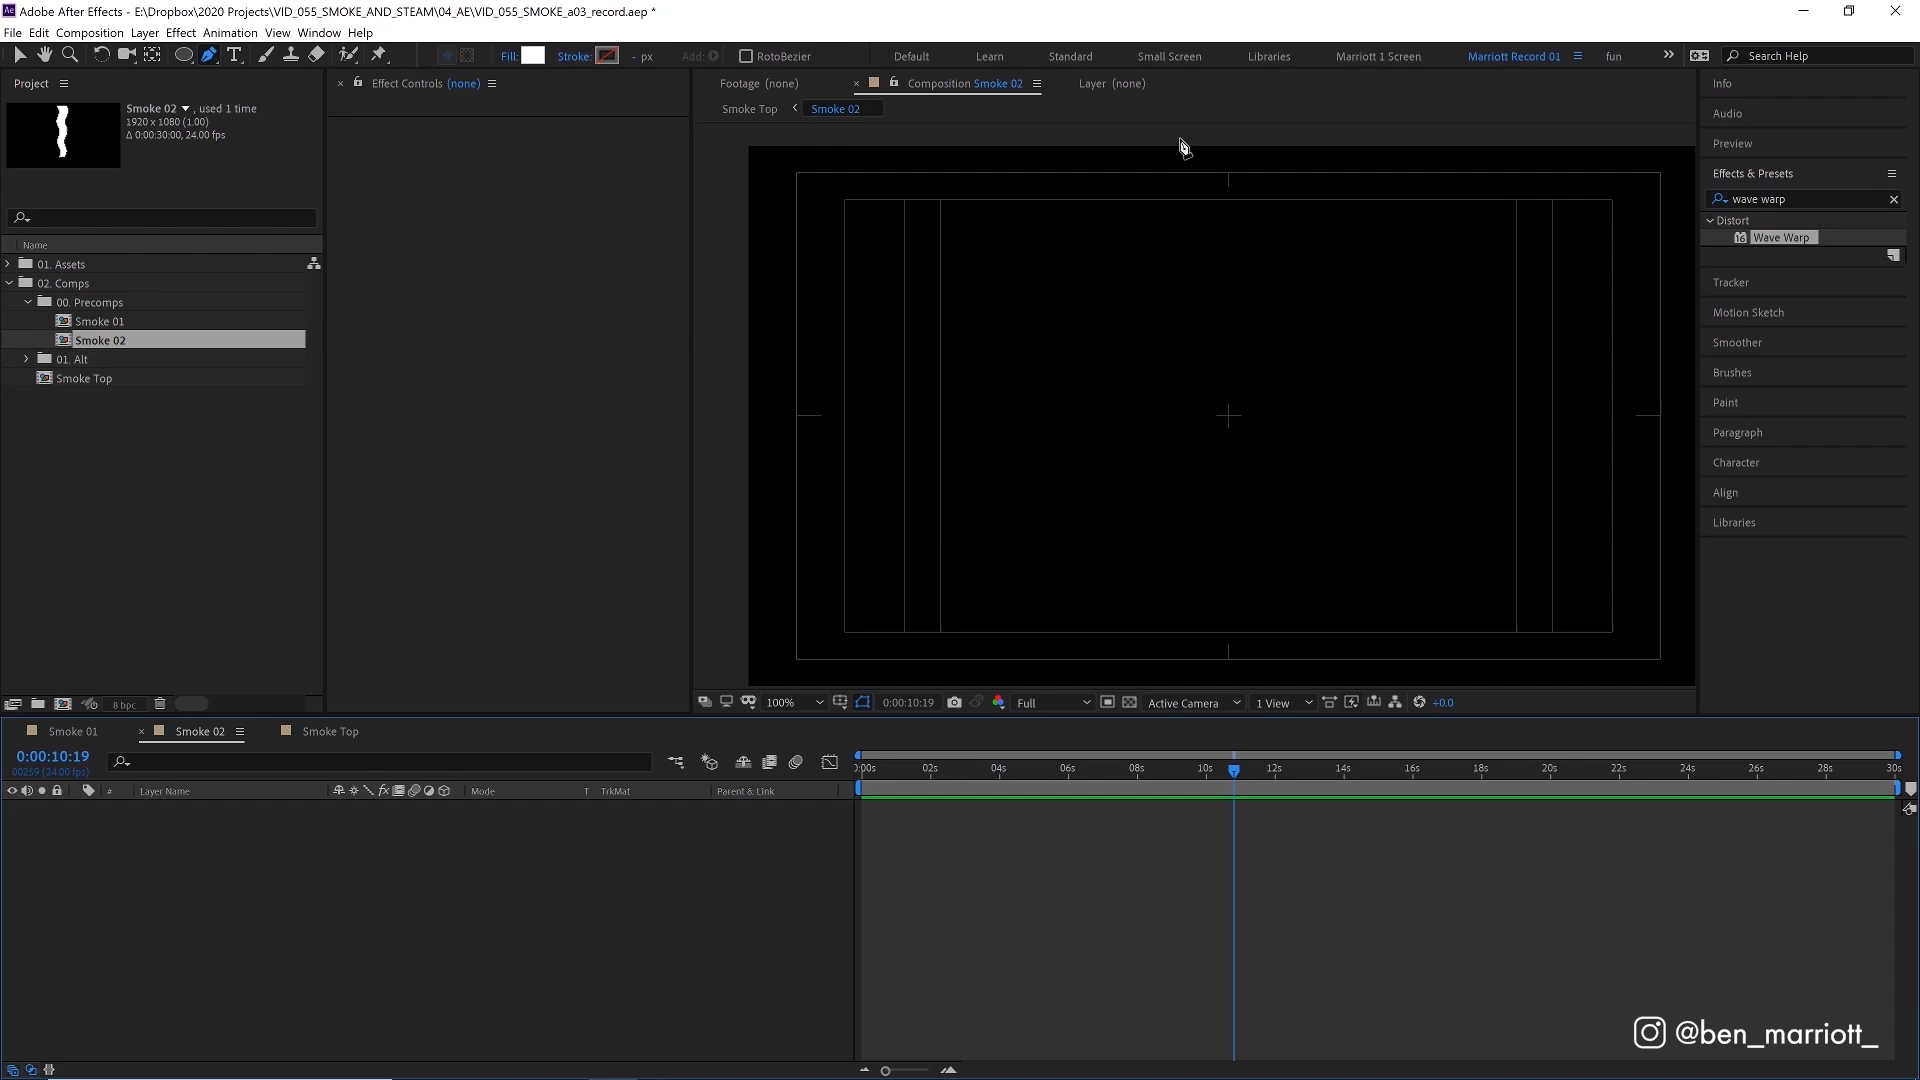 Ae Adobe After Effects - E:\Dropbox\2020 Projects\VID_055_SMOKE_AND_STEAM\04_AE\VID_055_SMOKE_a03_record.aep *
File Edit Composition Layer Effect Animation View Window Help
Fill: Stroke: - px Add: RotoBezier Default Learn Standard Small Screen Libraries Marriott 1 Screen Marriott Record 01 fun Search Help
Project
Smoke 02 , used 1 time
1920 x 1080 (1.00)
Δ 0:00:30:00, 24.00 fps
Name
01. Assets
02. Comps
00. Precomps
Smoke 01
Smoke 02
01. Alt
Smoke Top
8 bpc
Effect Controls (none)
Footage (none) Composition Smoke 02 Layer (none)
Smoke Top Smoke 02
100% 0:00:10:19 Full Active Camera 1 View +0.0
Info
Audio
Preview
Effects & Presets
wave warp
Distort
16 Wave Warp
Tracker
Motion Sketch
Smoother
Brushes
Paint
Paragraph
Character
Align
Libraries
Smoke 01 Smoke 02 Smoke Top
0:00:10:19
00259 (24.00 fps)
# Layer Name fx Mode T TrkMat Parent & Link
0:00s 02s 04s 06s 08s 10s 12s 14s 16s 18s 20s 22s 24s 26s 28s 30s
@ben_marriott_